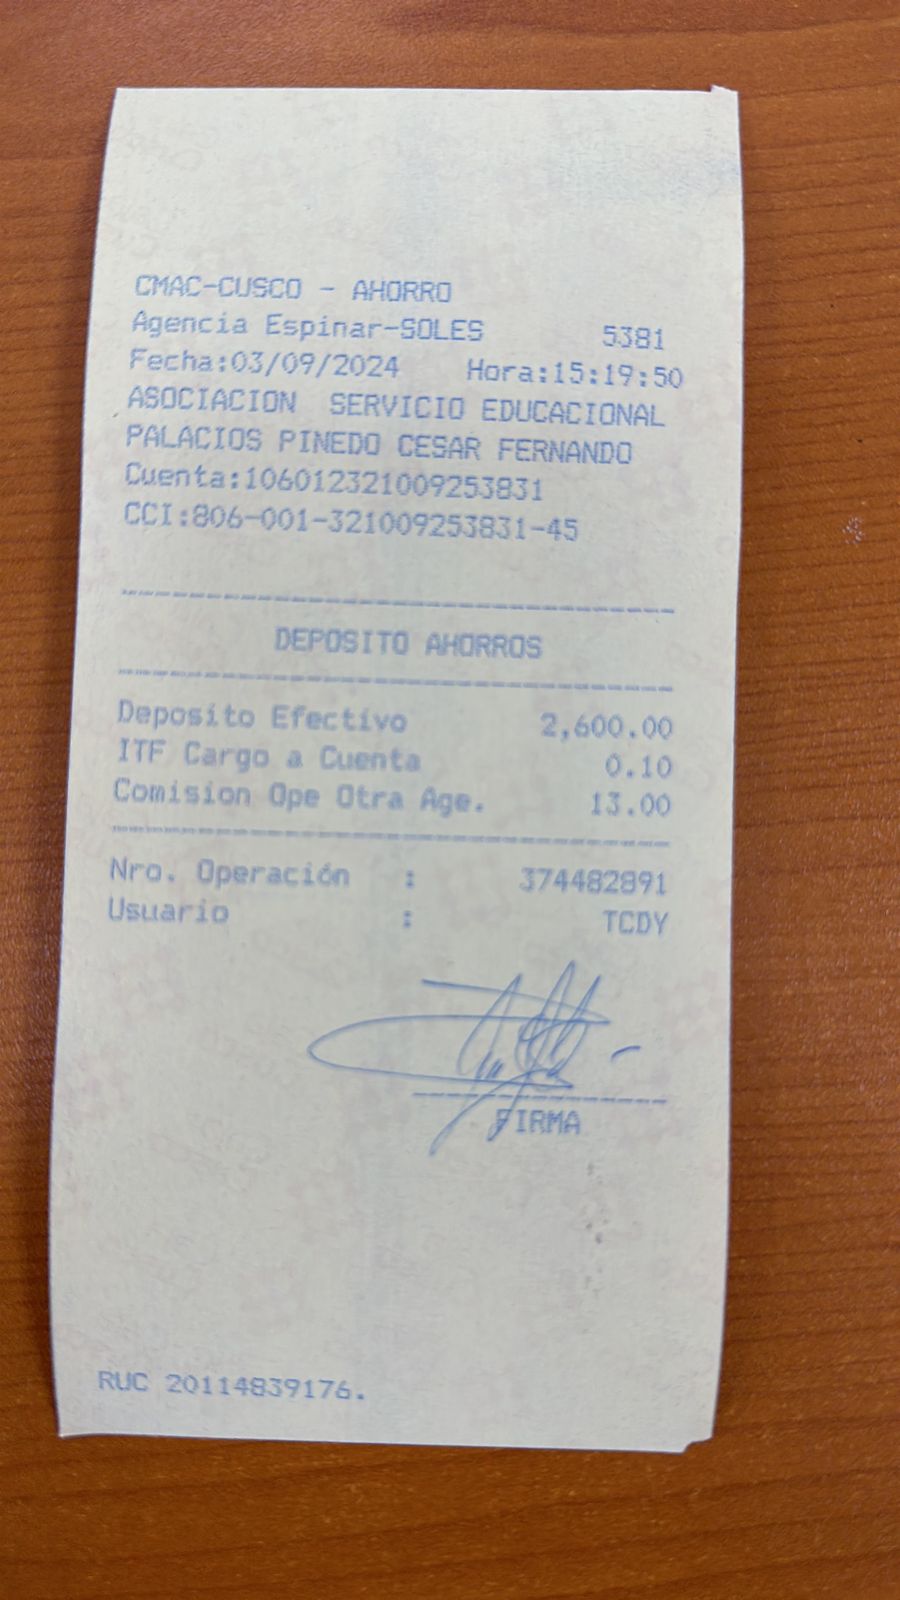 CMAC-CUSCO - AHORRO
Agencia Espinar-SOLES 5381
Fecha:03/09/2024 Hora:15:19:50
ASOCIACION SERVICIO EDUCACIONAL
PALACIOS PINEDO CESAR FERNANDO
Cuenta:106012321009253831
CCI:806-001-321009253831-45
DEPOSITO AHORROS
Deposito Efectivo 2,600.00
ITF Cargo a Cuenta 0.10
Comision Ope Otra Age. 13.00
Nro. Operación : 374482891
Usuario : TCDY
FIRMA
RUC 20114839176.